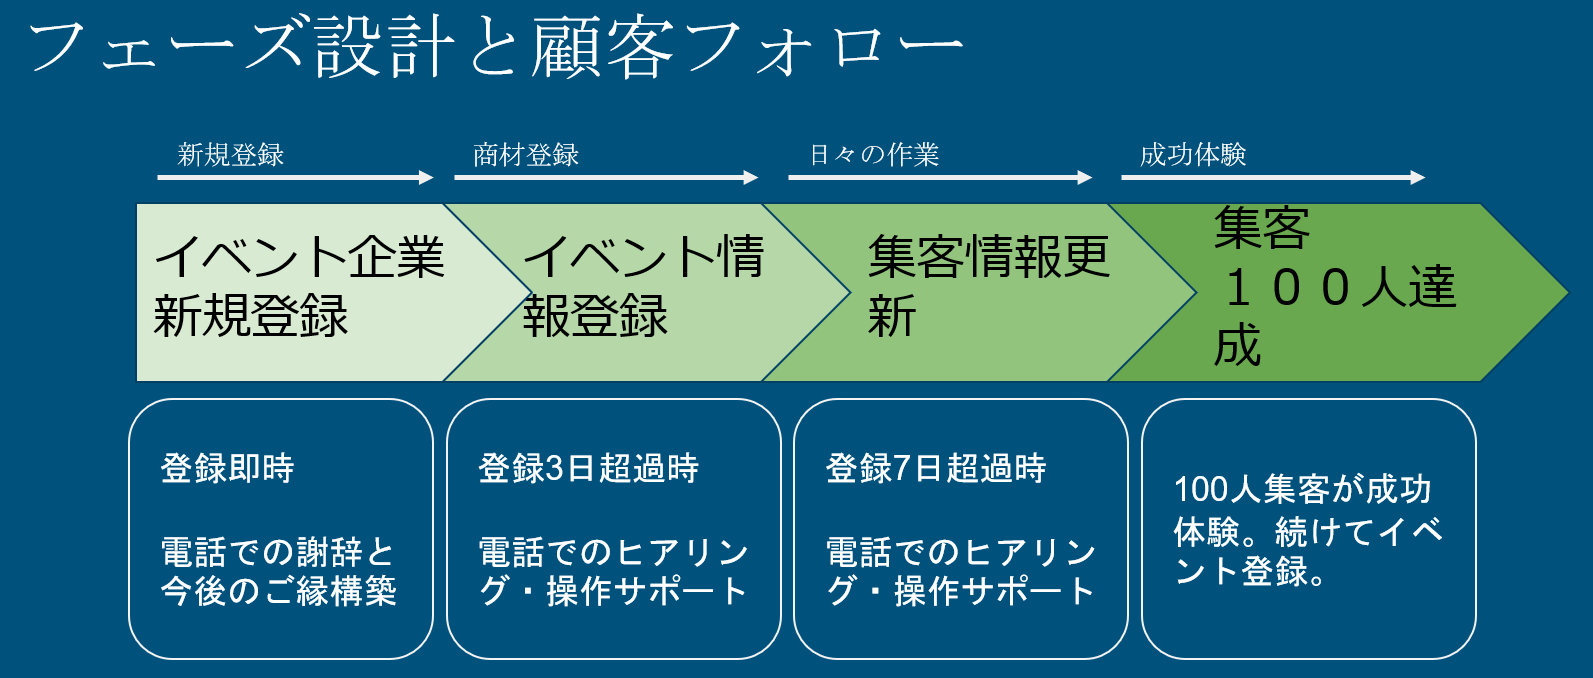 フェーズ設計と顧客フォロー
新規登録
商材登録
日々の作業
成功体験
イベント企業
新規登録
イベント情
報登録
集客情報更
新
集客
１００人達
成
登録即時
電話での謝辞と
今後のご縁構築
登録3日超過時
電話でのヒアリン
グ・操作サポート
登録7日超過時
電話でのヒアリン
グ・操作サポート
100人集客が成功
体験。続けてイベ
ント登録。